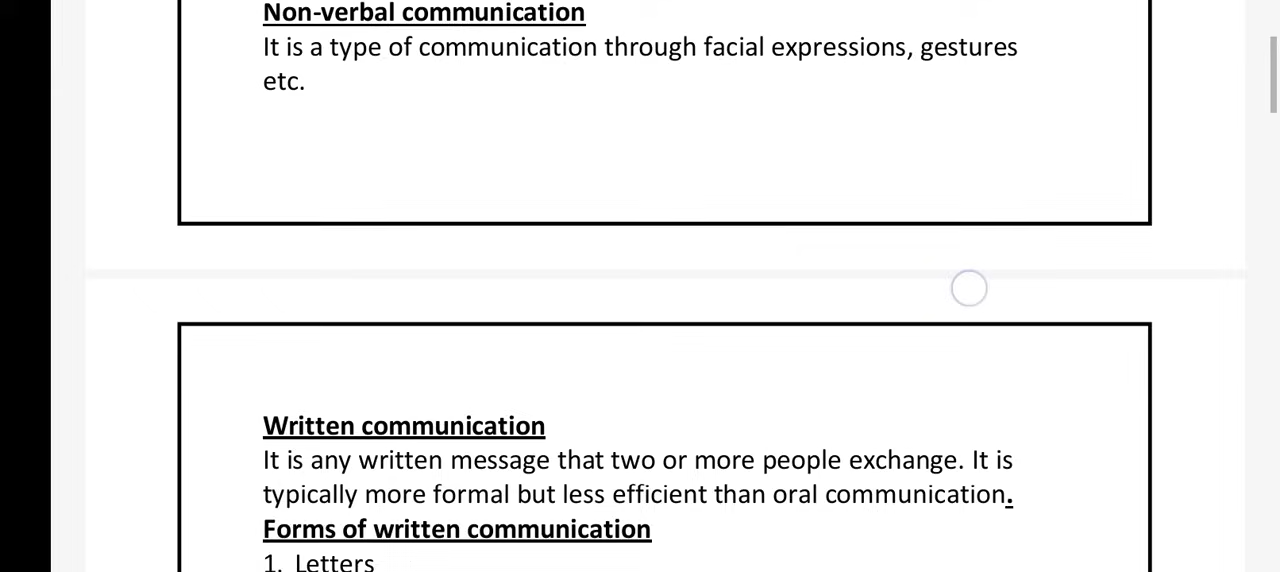 Non-verbal communication
It is a type of communication through facial expressions, gestures
etc.
Written communication
It is any written message that two or more people exchange. It is
typically more formal but less efficient than oral communication.
Forms of written communication
1. Letters